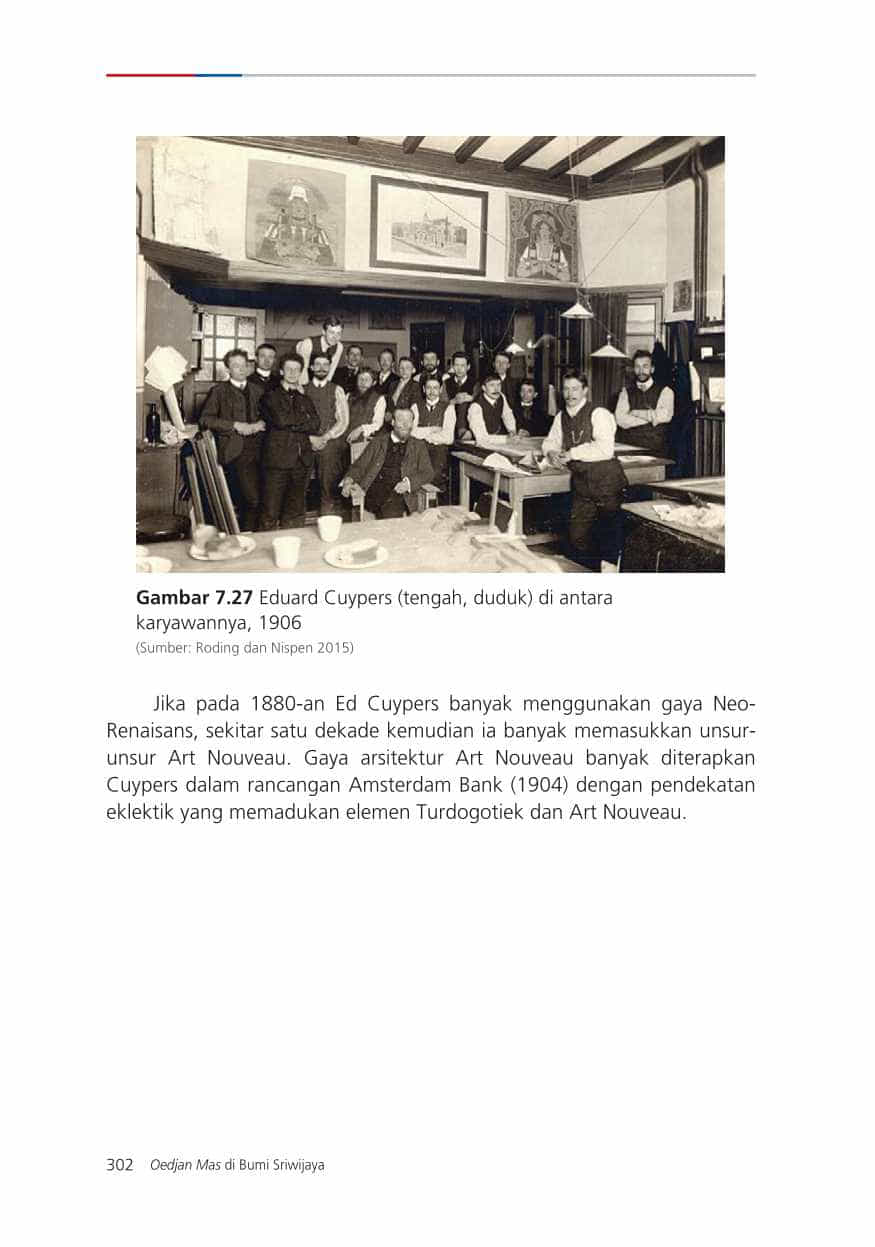 Gambar 7.27 Eduard Cuypers (tengah, duduk) di antara
karyawannya, 1906
(Sumber: Roding dan Nispen 2015)
Jika pada 1880-an Ed Cuypers banyak menggunakan gaya Neo-
Renaisans, sekitar satu dekade kemudian ia banyak memasukkan unsur-
unsur Art Nouveau. Gaya arsitektur Art Nouveau banyak diterapkan
Cuypers dalam rancangan Amsterdam Bank (1904) dengan pendekatan
eklektik yang memadukan elemen Turdogotiek dan Art Nouveau.
302 Oedjan Mas di Bumi Sriwijaya